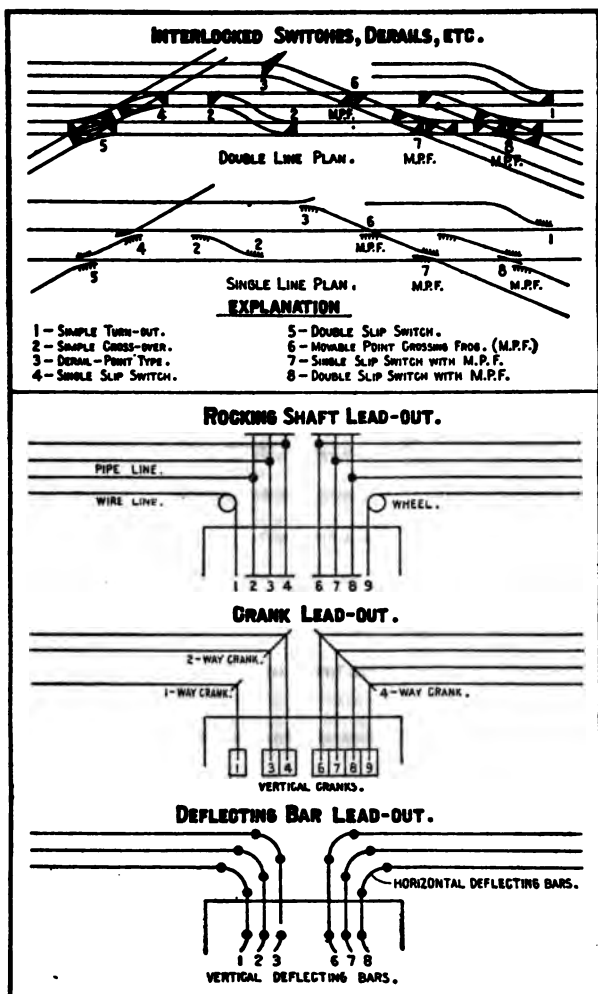 INTERLOCKED SWITCHES, DERAILS, ETC.
3 6
4 2 2 M.P.F. 1
5 7 8
DOUBLE LINE PLAN. M.P.F. M.P.F.
3 6
4 2 2 M.P.F. 1
5 7 8
SINGLE LINE PLAN. M.P.F. M.P.F.
EXPLANATION
1 - SIMPLE TURN-OUT.
2 - SIMPLE CROSS-OVER.
3 - DERAIL-POINT TYPE.
4 - SINGLE SLIP SWITCH.
5 - DOUBLE SLIP SWITCH.
6 - MOVABLE POINT CROSSING FROG. (M.P.F.)
7 - SINGLE SLIP SWITCH WITH M.P.F.
8 - DOUBLE SLIP SWITCH WITH M.P.F.
ROCKING SHAFT LEAD-OUT.
PIPE LINE.
WIRE LINE. WHEEL.
1 2 3 4 6 7 8 9
CRANK LEAD-OUT.
2-WAY CRANK.
1-WAY CRANK. 4-WAY CRANK.
1 3 4 6 7 8 9
VERTICAL CRANKS.
DEFLECTING BAR LEAD-OUT.
HORIZONTAL DEFLECTING BARS.
1 2 3 6 7 8
VERTICAL DEFLECTING BARS.